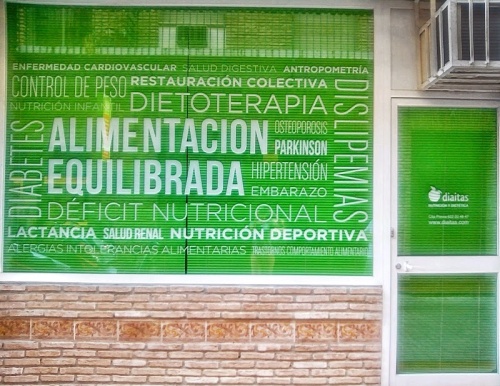 ENFERMEDAD CARDIOVASCULAR SALUD DIGESTIVA ANTROPOMETRÍA
CONTROL DE PESO RESTAURACIÓN COLECTIVA
NUTRICIÓN INFANTIL DIETOTERAPIA
DIABETES
ALIMENTACION
EQUILIBRADA
OSTEOPOROSIS
PARKINSON
HIPERTENSIÓN
EMBARAZO
DISLIPEMIAS
DÉFICIT NUTRICIONAL
LACTANCIA SALUD RENAL NUTRICIÓN DEPORTIVA
ALERGIAS INTOLERANCIAS ALIMENTARIAS TRASTORNOS COMPORTAMIENTO ALIMENTARIO
diaitas
NUTRICIÓN Y DIETÉTICA
www.diaitas.com